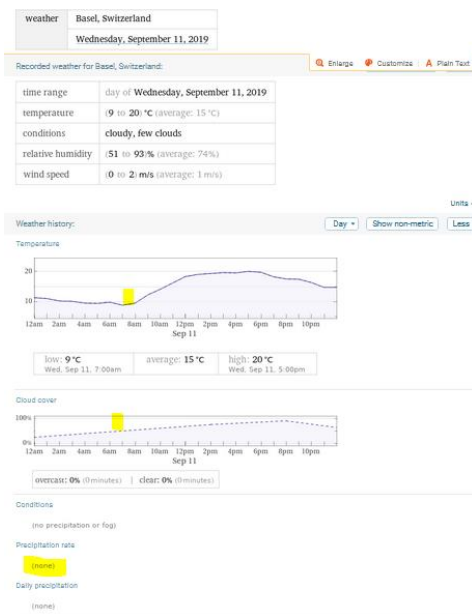 weather Basel, Switzerland
Wednesday, September 11, 2019
Recorded weather for Basel, Switzerland:
Enlarge Customize A Plain Text
time range day of Wednesday, September 11, 2019
temperature (9 to 20) °C (average: 15 °C)
conditions cloudy, few clouds
relative humidity (51 to 93)% (average: 74%)
wind speed (0 to 2) m/s (average: 1 m/s)
Units
Weather history: Day Show non-metric Less
Temperature
20
10
12am 2am 4am 6am 8am 10am 12pm 2pm 4pm 6pm 8pm 10pm
Sep 11
low: 9 °C average: 15 °C high: 20 °C
Wed, Sep 11, 7:00am Wed, Sep 11, 5:00pm
Cloud cover
100%
0%
12am 2am 4am 6am 8am 10am 12pm 2pm 4pm 6pm 8pm 10pm
Sep 11
overcast: 0% (0 minutes) | clear: 0% (0 minutes)
Conditions
(no precipitation or fog)
Precipitation rate
(none)
Daily precipitation
(none)